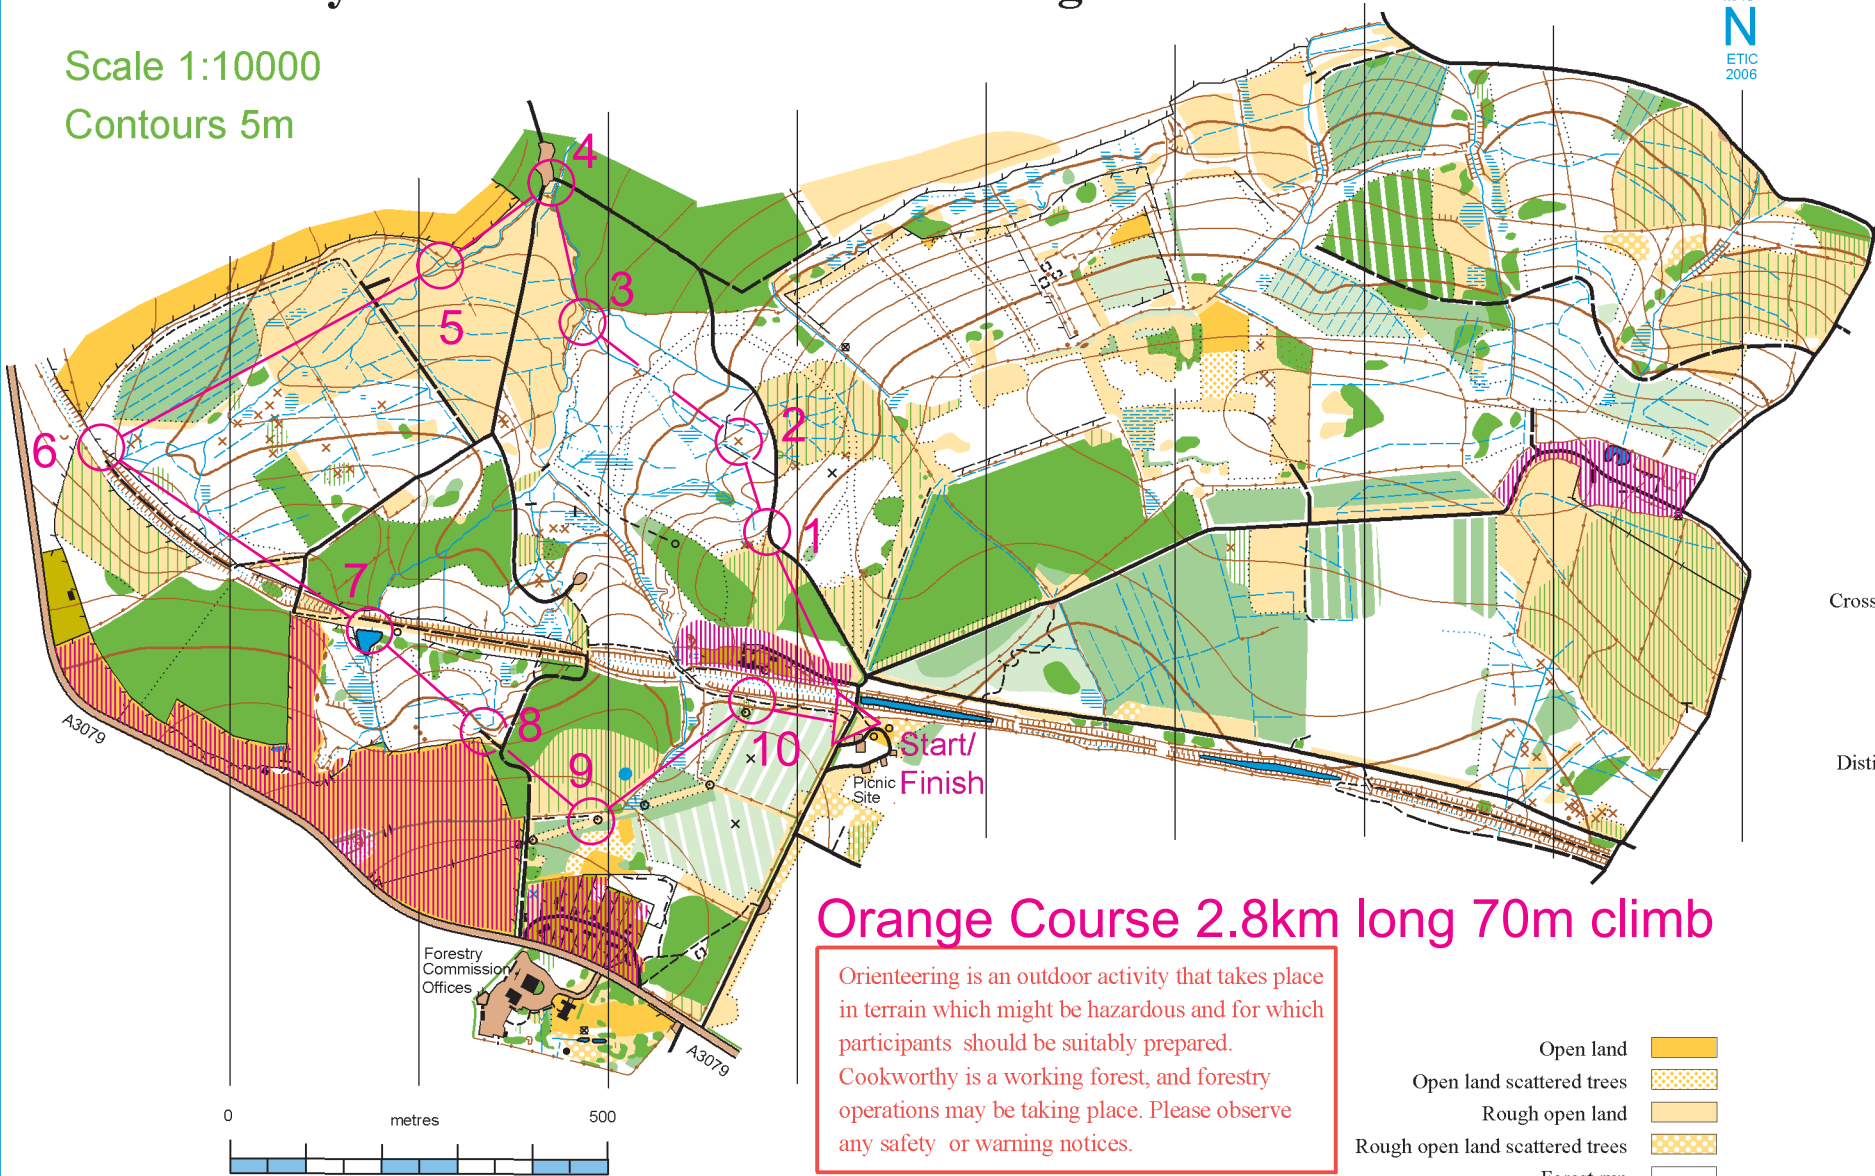 Scale 1:10000
Contours 5m
N
ETIC
2006
4
3
5
2
6
1
7
8
9
10
Start/
Finish
Picnic
Site
A3079
Forestry
Commission
Offices
A3079
Orange Course 2.8km long 70m climb
Orienteering is an outdoor activity that takes place
in terrain which might be hazardous and for which
participants should be suitably prepared.
Cookworthy is a working forest, and forestry
operations may be taking place. Please observe
any safety or warning notices.
0 metres 500
Open land
Open land scattered trees
Rough open land
Rough open land scattered trees
Cross
Disti